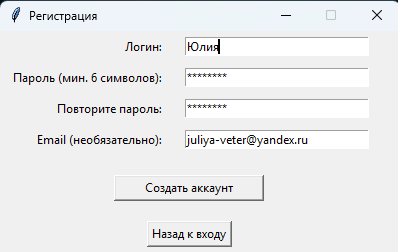 Регистрация
Логин: Юлия
Пароль (мин. 6 символов): ********
Повторите пароль: ********
Email (необязательно): juliya-veter@yandex.ru
Создать аккаунт
Назад к входу